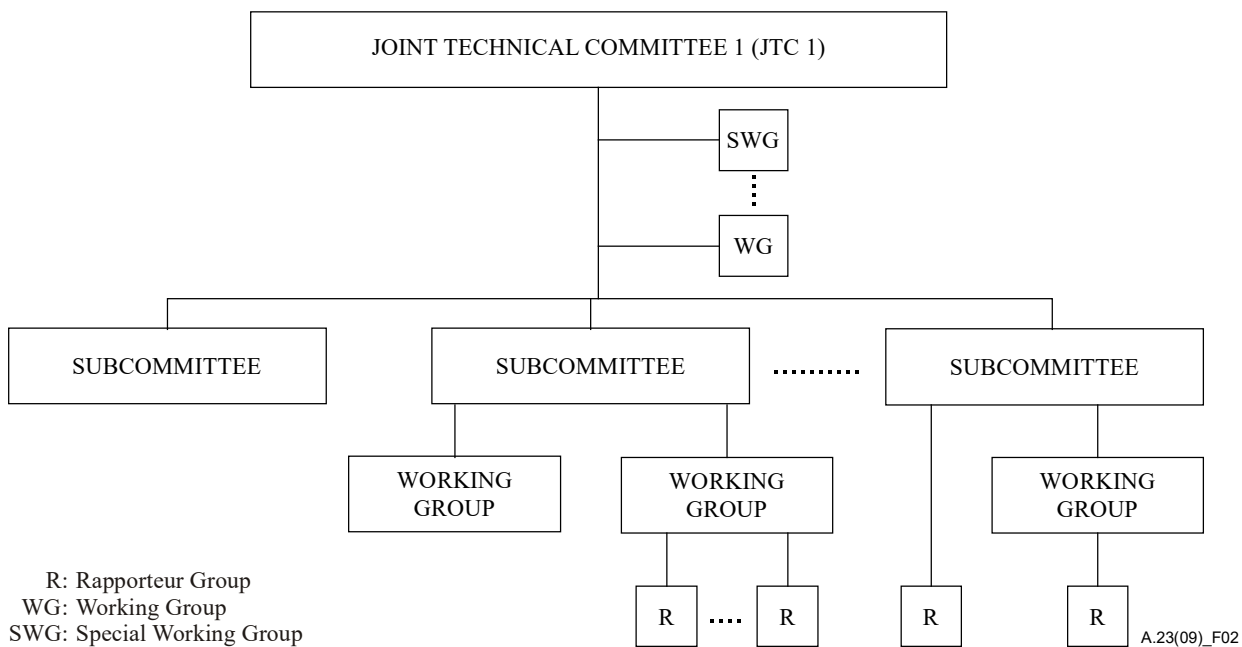 JOINT TECHNICAL COMMITTEE 1 (JTC 1)
SWG
WG
SUBCOMMITTEE
SUBCOMMITTEE
SUBCOMMITTEE
WORKING
GROUP
WORKING
GROUP
WORKING
GROUP
R
R
R
R
R: Rapporteur Group
WG: Working Group
SWG: Special Working Group
A.23(09)_F02